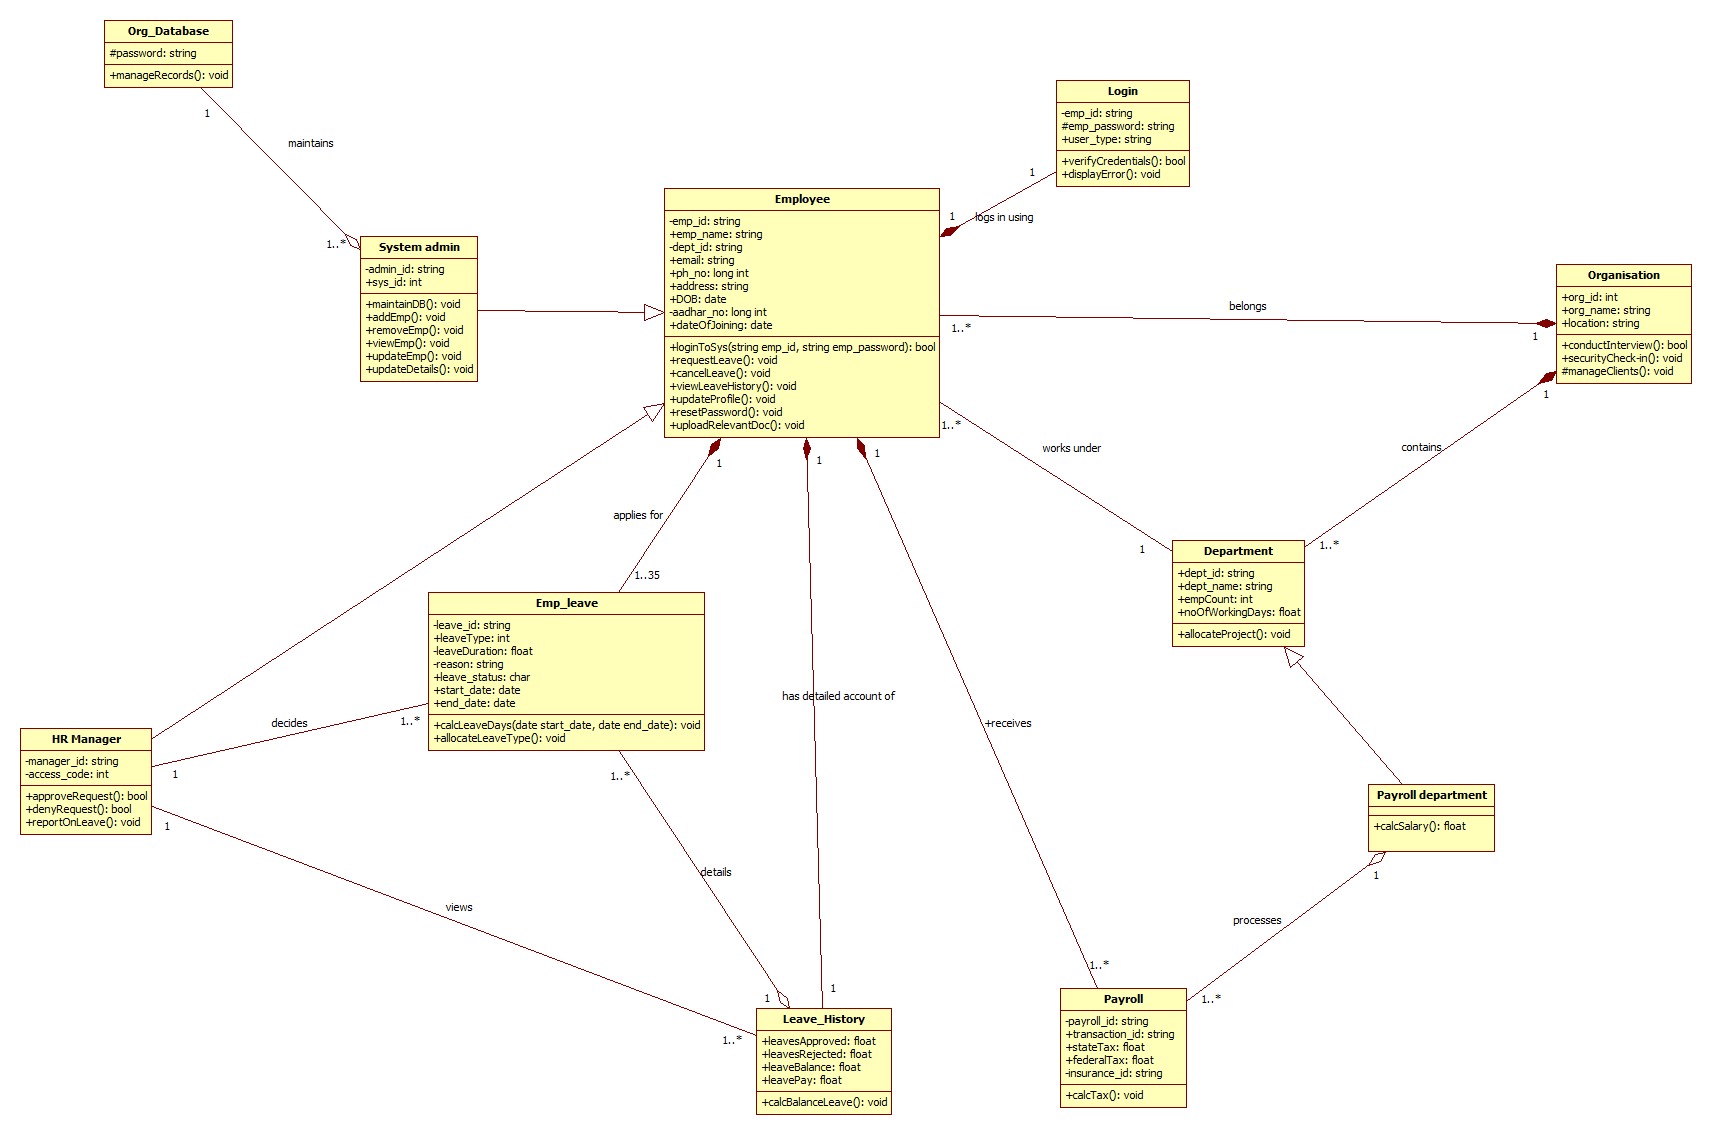 Org_Database
#password: string
+manageRecords(): void
1
maintains
1..*
System admin
-admin_id: string
+sys_id: int
+maintainDB(): void
+addEmp(): void
+removeEmp(): void
+viewEmp(): void
+updateEmp(): void
+updateDetails(): void
Login
-emp_id: string
#emp_password: string
+user_type: string
+verifyCredentials(): bool
+displayError(): void
1
1
logs in using
Employee
-emp_id: string
+emp_name: string
-dept_id: string
+email: string
+ph_no: long int
+address: string
+DOB: date
-aadhar_no: long int
+dateOfJoining: date
+loginToSys(string emp_id, string emp_password): bool
+requestLeave(): void
+cancelLeave(): void
+viewLeaveHistory(): void
+updateProfile(): void
+resetPassword(): void
+uploadRelevantDoc(): void
belongs
1..*
1
Organisation
+org_id: int
+org_name: string
+location: string
+conductInterview(): bool
+securityCheck-in(): void
#manageClients(): void
1
contains
1..*
1..*
works under
1
Department
+dept_id: string
+dept_name: string
+empCount: int
+noOfWorkingDays: float
+allocateProject(): void
1
applies for
1..35
1
has detailed account of
1
1
+receives
1..*
Emp_leave
-leave_id: string
+leaveType: int
-leaveDuration: float
-reason: string
+leave_status: char
+start_date: date
+end_date: date
+calcLeaveDays(date start_date, date end_date): void
+allocateLeaveType(): void
decides
1..*
1
HR Manager
-manager_id: string
-access_code: int
+approveRequest(): bool
+denyRequest(): bool
+reportOnLeave(): void
1
views
1..*
1..*
details
1
Leave_History
+leavesApproved: float
+leavesRejected: float
+leaveBalance: float
+leavePay: float
+calcBalanceLeave(): void
Payroll department
+calcSalary(): float
1
processes
1..*
Payroll
-payroll_id: string
+transaction_id: string
+stateTax: float
+federalTax: float
-insurance_id: string
+calcTax(): void